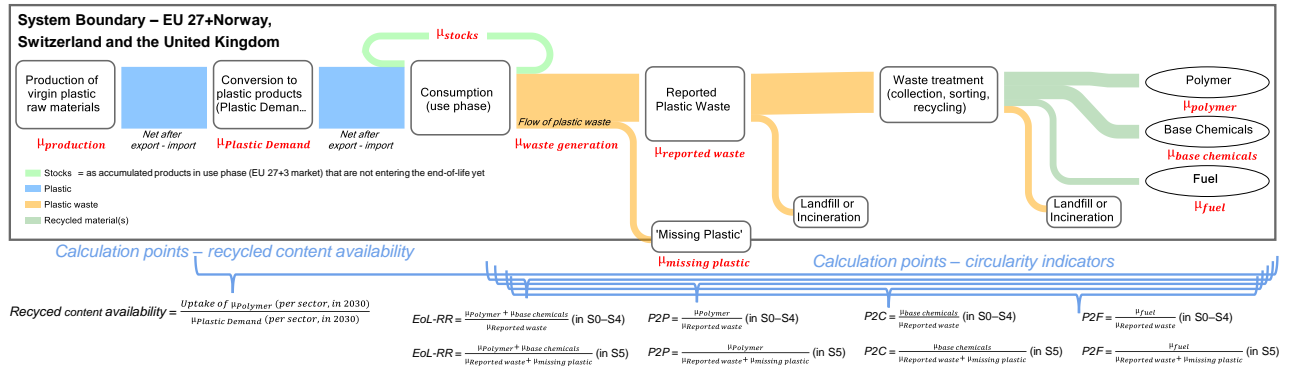 System Boundary – EU 27+Norway,
Switzerland and the United Kingdom
μstocks
Production of
virgin plastic
raw materials
Conversion to
plastic products
(Plastic Deman...
Consumption
(use phase)
Reported
Plastic Waste
Waste treatment
(collection, sorting,
recycling)
Polymer
μpolymer
Base Chemicals
μbase chemicals
Fuel
μfuel
Flow of plastic waste
Net after
export - import
Net after
export - import
μproduction
μPlastic Demand
μwaste generation
μreported waste
Stocks = as accumulated products in use phase (EU 27+3 market) that are not entering the end-of-life yet
Plastic
Plastic waste
Recycled material(s)
Landfill or
Incineration
Landfill or
Incineration
'Missing Plastic'
μmissing plastic
Calculation points – recycled content availability
Calculation points – circularity indicators
Recyced content availability = Uptake of μPolymer (per sector, in 2030) / μPlastic Demand (per sector, in 2030)
EoL-RR = μPolymer + μbase chemicals / μReported waste (in S0–S4)
P2P = μPolymer / μReported waste (in S0–S4)
P2C = μbase chemicals / μReported waste (in S0–S4)
P2F = μfuel / μReported waste (in S0–S4)
EoL-RR = μPolymer + μbase chemicals / μReported waste + μmissing plastic (in S5)
P2P = μPolymer / μReported waste + μmissing plastic (in S5)
P2C = μbase chemicals / μReported waste + μmissing plastic (in S5)
P2F = μfuel / μReported waste + μmissing plastic (in S5)